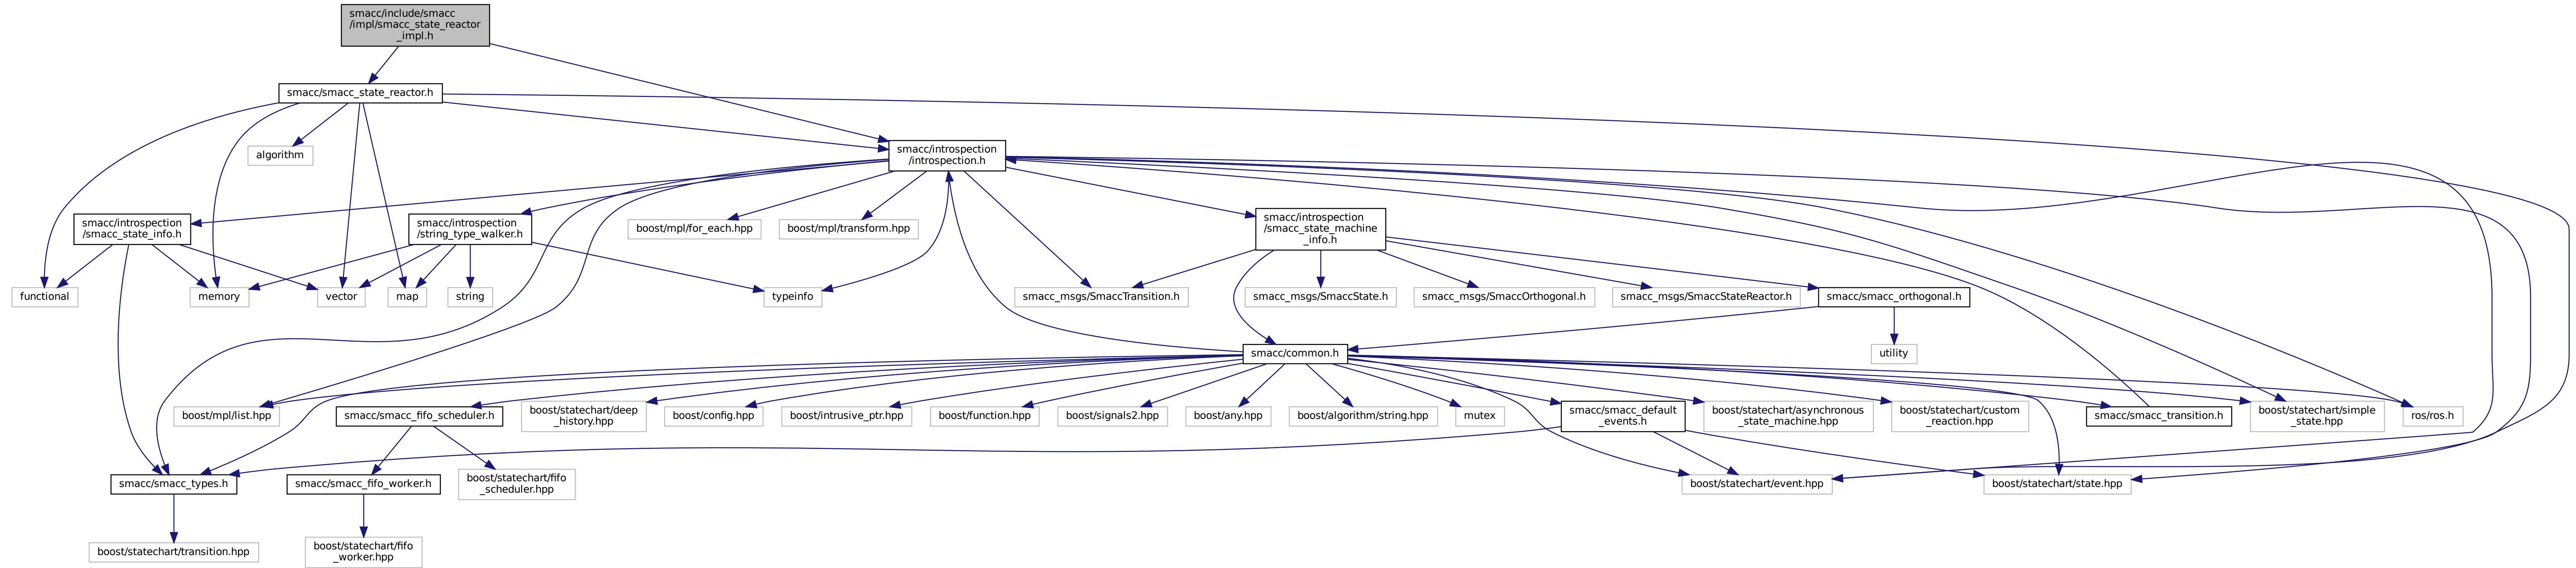 smacc/include/smacc
/impl/smacc_state_reactor
_impl.h
smacc/smacc_state_reactor.h
algorithm
smacc/introspection
/introspection.h
smacc/introspection
/smacc_state_info.h
smacc/introspection
/string_type_walker.h
boost/mpl/for_each.hpp
boost/mpl/transform.hpp
smacc/introspection
/smacc_state_machine
_info.h
functional
memory
vector
map
string
typeinfo
smacc_msgs/SmaccTransition.h
smacc_msgs/SmaccState.h
smacc_msgs/SmaccOrthogonal.h
smacc_msgs/SmaccStateReactor.h
smacc/smacc_orthogonal.h
smacc/common.h
utility
boost/mpl/list.hpp
smacc/smacc_fifo_scheduler.h
boost/statechart/deep
_history.hpp
boost/config.hpp
boost/intrusive_ptr.hpp
boost/function.hpp
boost/signals2.hpp
boost/any.hpp
boost/algorithm/string.hpp
mutex
smacc/smacc_default
_events.h
boost/statechart/asynchronous
_state_machine.hpp
boost/statechart/custom
_reaction.hpp
smacc/smacc_transition.h
boost/statechart/simple
_state.hpp
ros/ros.h
smacc/smacc_types.h
smacc/smacc_fifo_worker.h
boost/statechart/fifo
_scheduler.hpp
boost/statechart/event.hpp
boost/statechart/state.hpp
boost/statechart/transition.hpp
boost/statechart/fifo
_worker.hpp